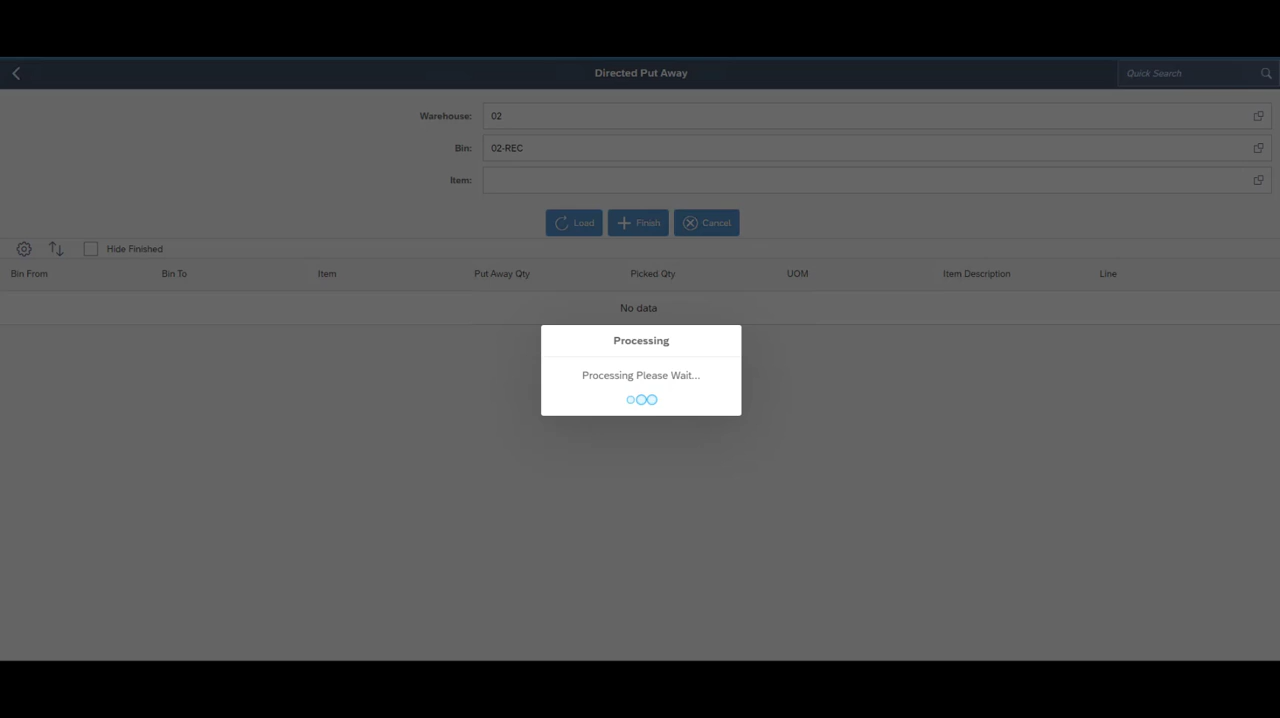 Directed Put Away
Quick Search
Warehouse: 02
Bin: 02-REC
Item:
Load Finish Cancel
Hide Finished
Bin From Bin To Item Put Away Qty Picked Qty UOM Item Description Line
No data
Processing
Processing Please Wait...